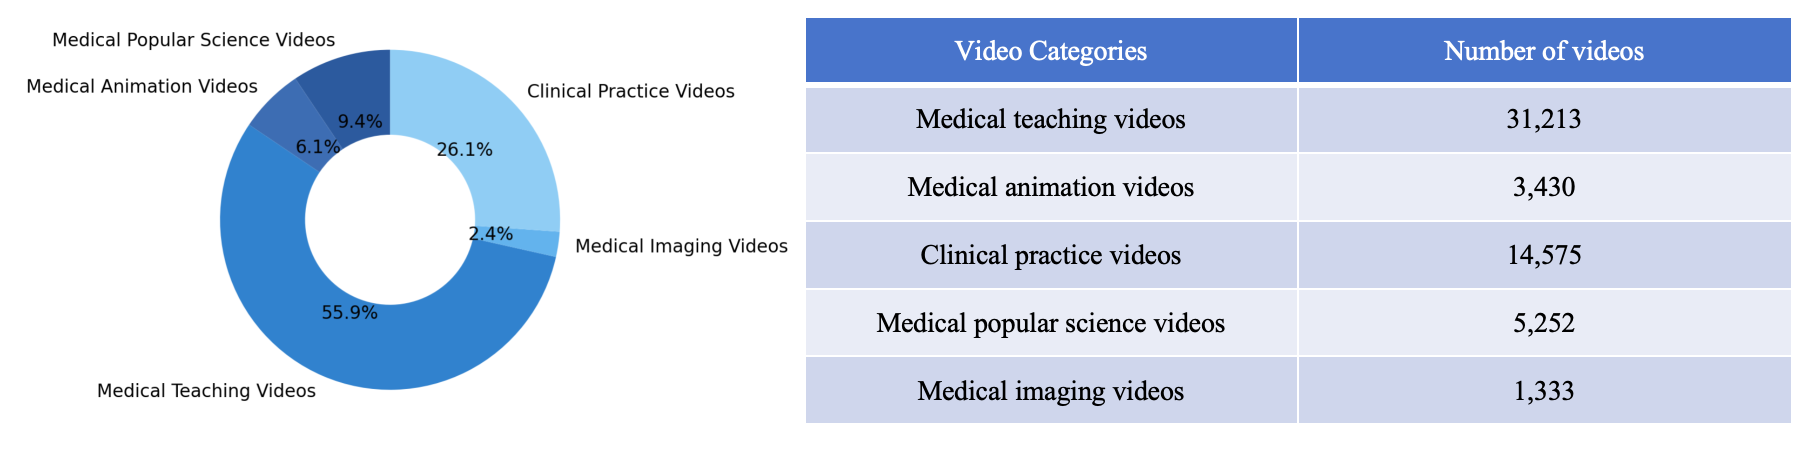 Medical Popular Science Videos
Medical Animation Videos
Clinical Practice Videos
9.4%
6.1%
26.1%
2.4%
Medical Imaging Videos
55.9%
Medical Teaching Videos
Video Categories Number of videos
Medical teaching videos 31,213
Medical animation videos 3,430
Clinical practice videos 14,575
Medical popular science videos 5,252
Medical imaging videos 1,333